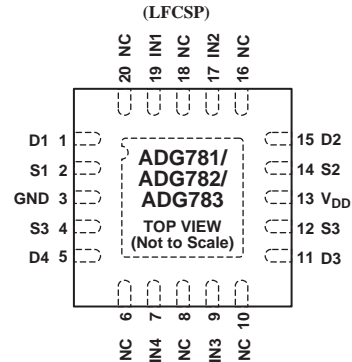 (LFCSP)
20 NC
19 IN1
18 NC
17 IN2
16 NC
D1 1
S1 2
GND 3
S3 4
D4 5
ADG781/
ADG782/
ADG783
TOP VIEW
(Not to Scale)
15 D2
14 S2
13 VDD
12 S3
11 D3
NC 6
IN4 7
NC 8
IN3 9
NC 10